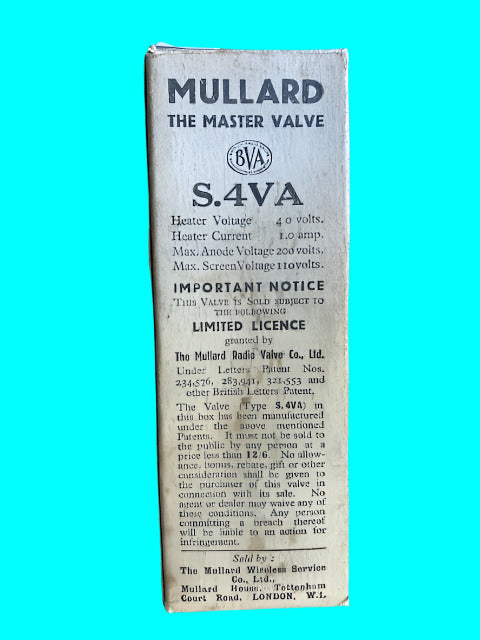 MULLARD
THE MASTER VALVE
BVA
S.4VA
Heater Voltage 4.0 volts.
Heater Current 1.0 amp.
Max. Anode Voltage 200 volts.
Max. Screen Voltage 110 volts.
IMPORTANT NOTICE
THIS VALVE IS SOLD SUBJECT TO
THE FOLLOWING
LIMITED LICENCE
granted by
The Mullard Radio Valve Co., Ltd.
Under Letters Patent Nos.
234,576, 283,941, 321,553 and
other British Letters Patent.
The Valve (Type S.4VA) in
this box has been manufactured
under the above mentioned
Patents. It must not be sold to
the public by any person at a
price less than 12/6. No allow-
ance, bonus, rebate, gift or other
consideration shall be given to
the purchaser of this valve in
connection with its sale. No
agent or dealer may waive any of
these conditions. Any person
committing a breach thereof
will be liable to an action for
infringement.
Sold by :
The Mullard Wireless Service
Co., Ltd.,
Mullard House, Tottenham
Court Road, LONDON, W.1.